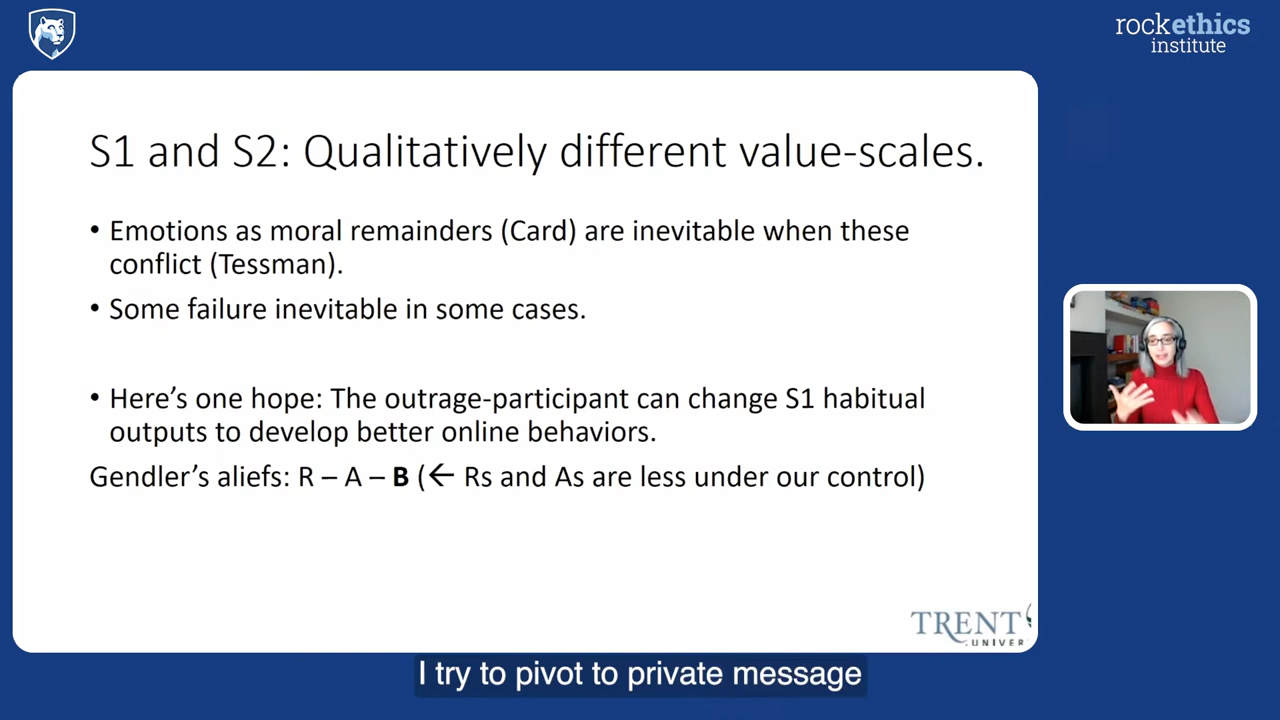 rockethics
institute
S1 and S2: Qualitatively different value-scales.
• Emotions as moral remainders (Card) are inevitable when these
conflict (Tessman).
• Some failure inevitable in some cases.
• Here’s one hope: The outrage-participant can change S1 habitual
outputs to develop better online behaviors.
Gendler’s aliefs: R – A – B (← Rs and As are less under our control)
TRENT
UNIVER
I try to pivot to private message